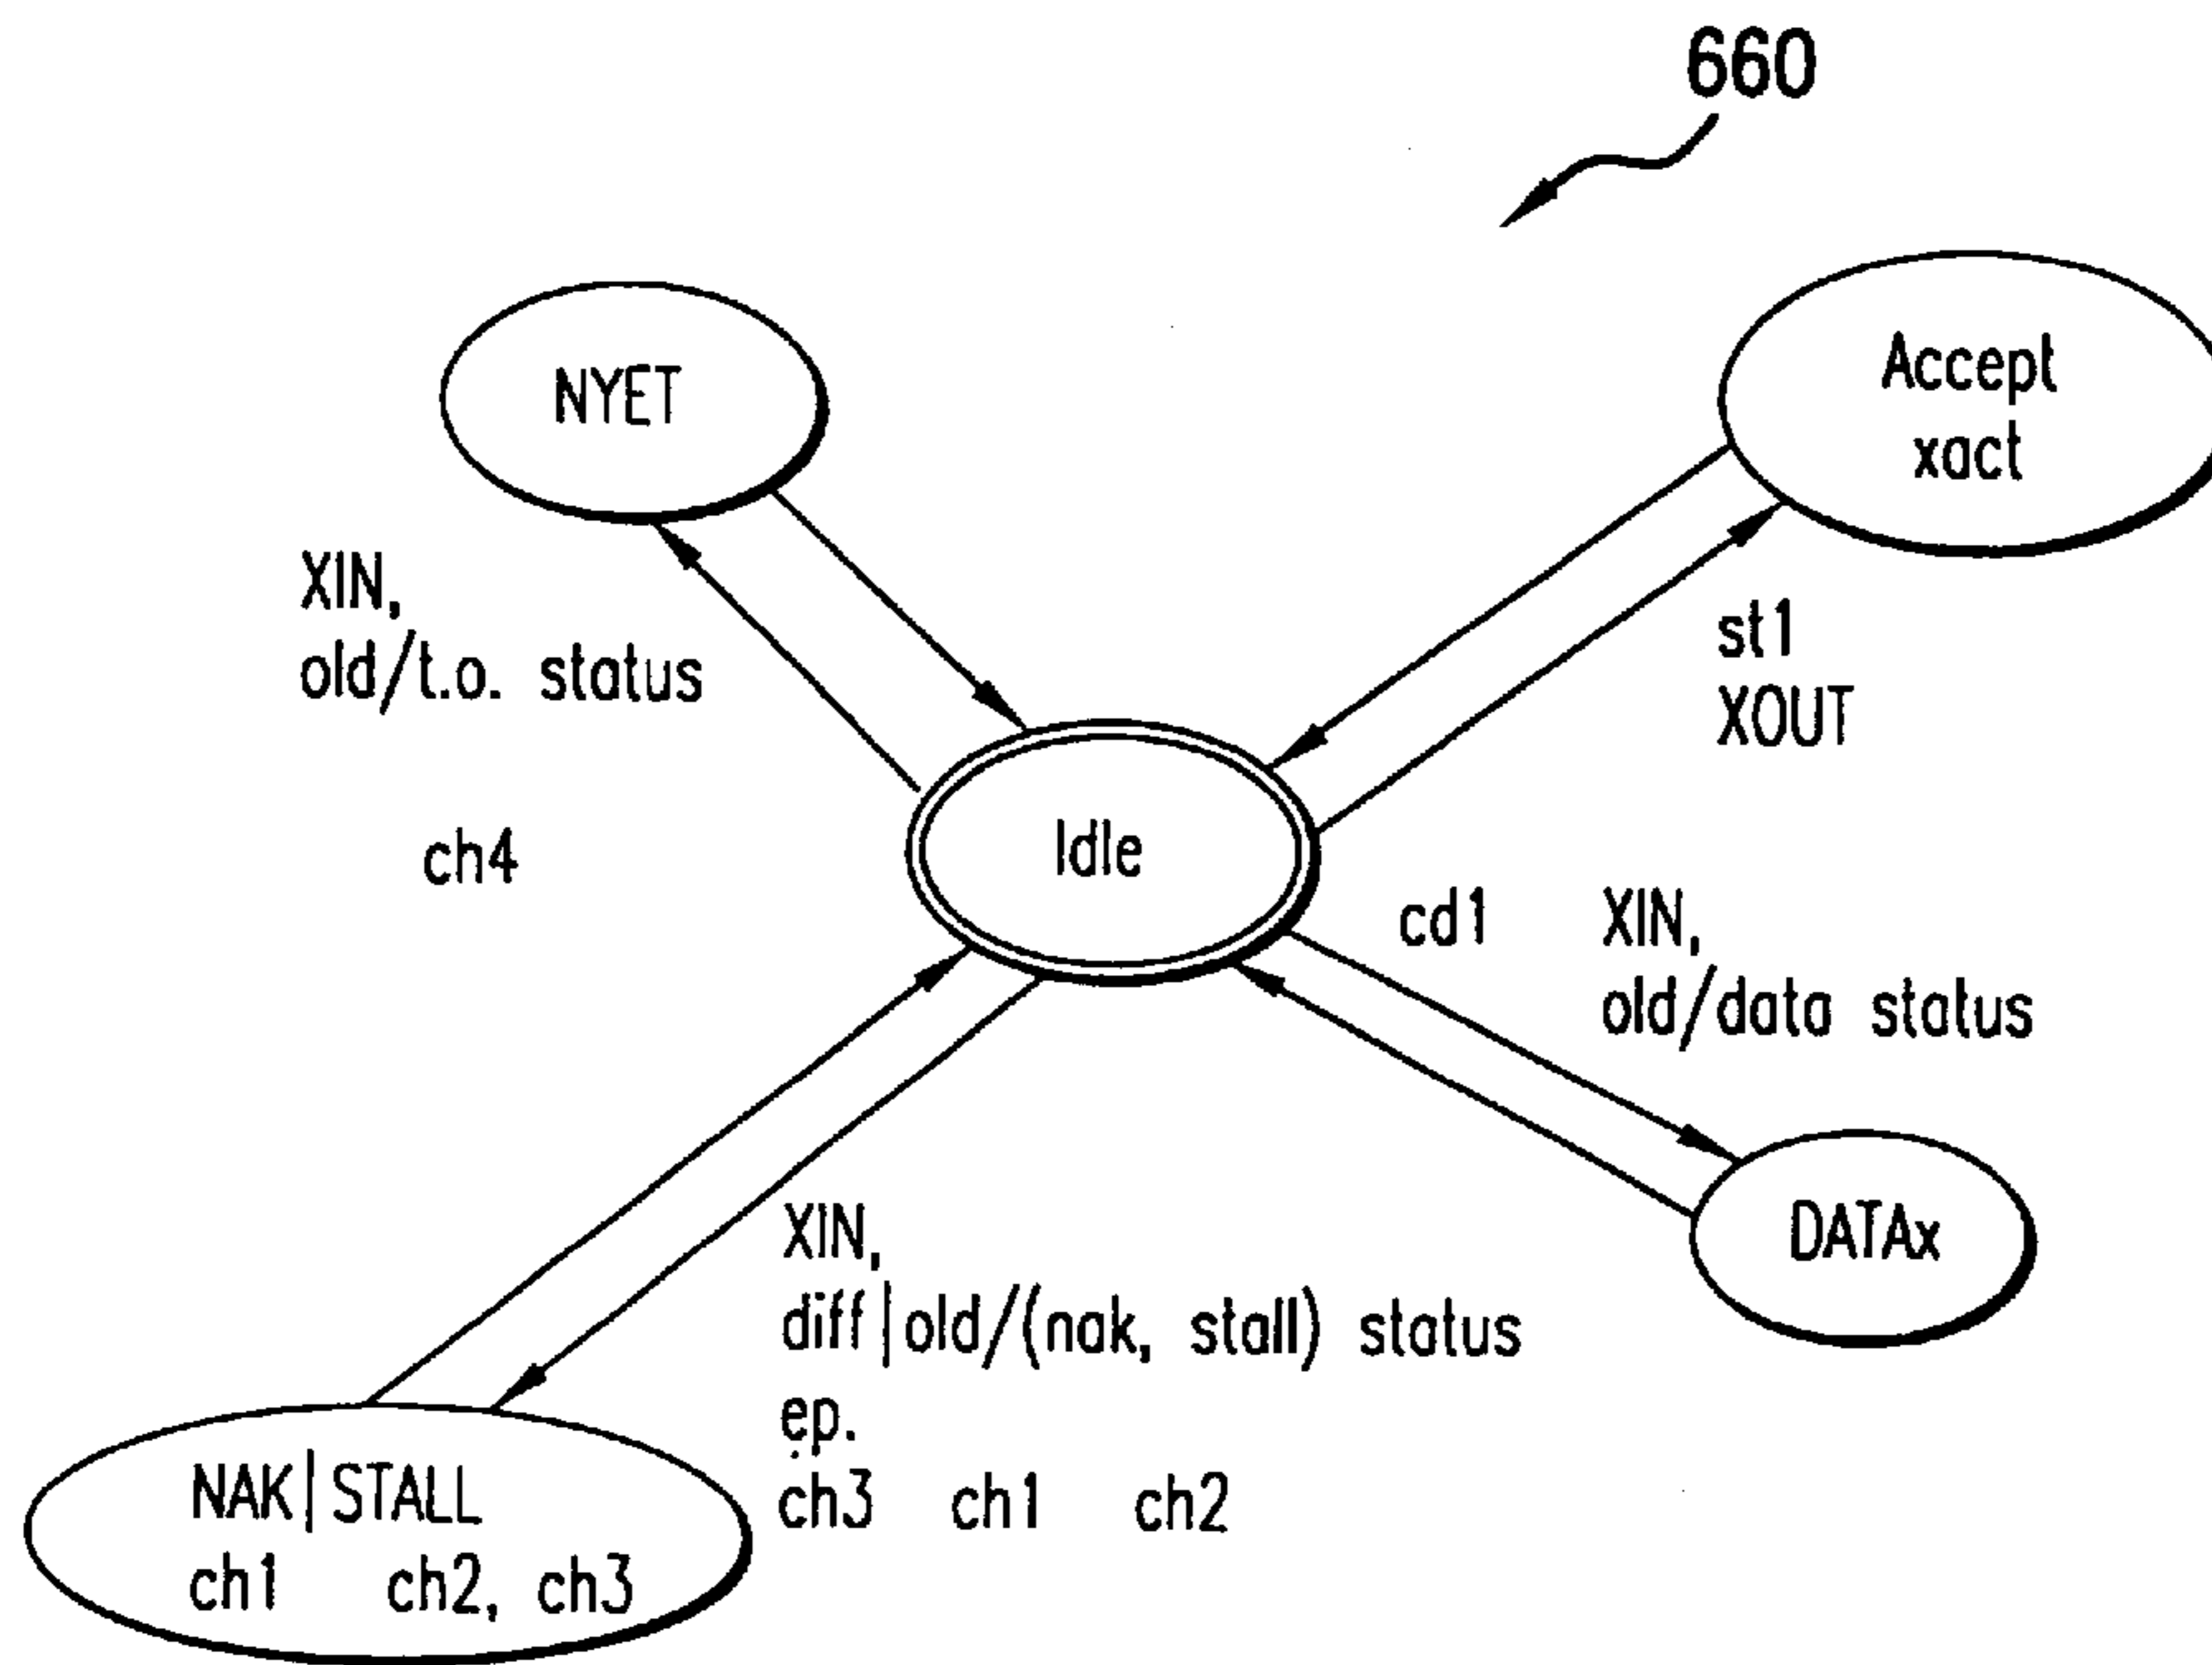 660
NYET
Accept
xact
XIN,
old/t.o. status
st1
XOUT
ch4
Idle
cd1
XIN,
old/data status
DATAx
XIN,
diff|old/(nak, stall) status
ep.
ch3 ch1 ch2
NAK|STALL
ch1 ch2, ch3